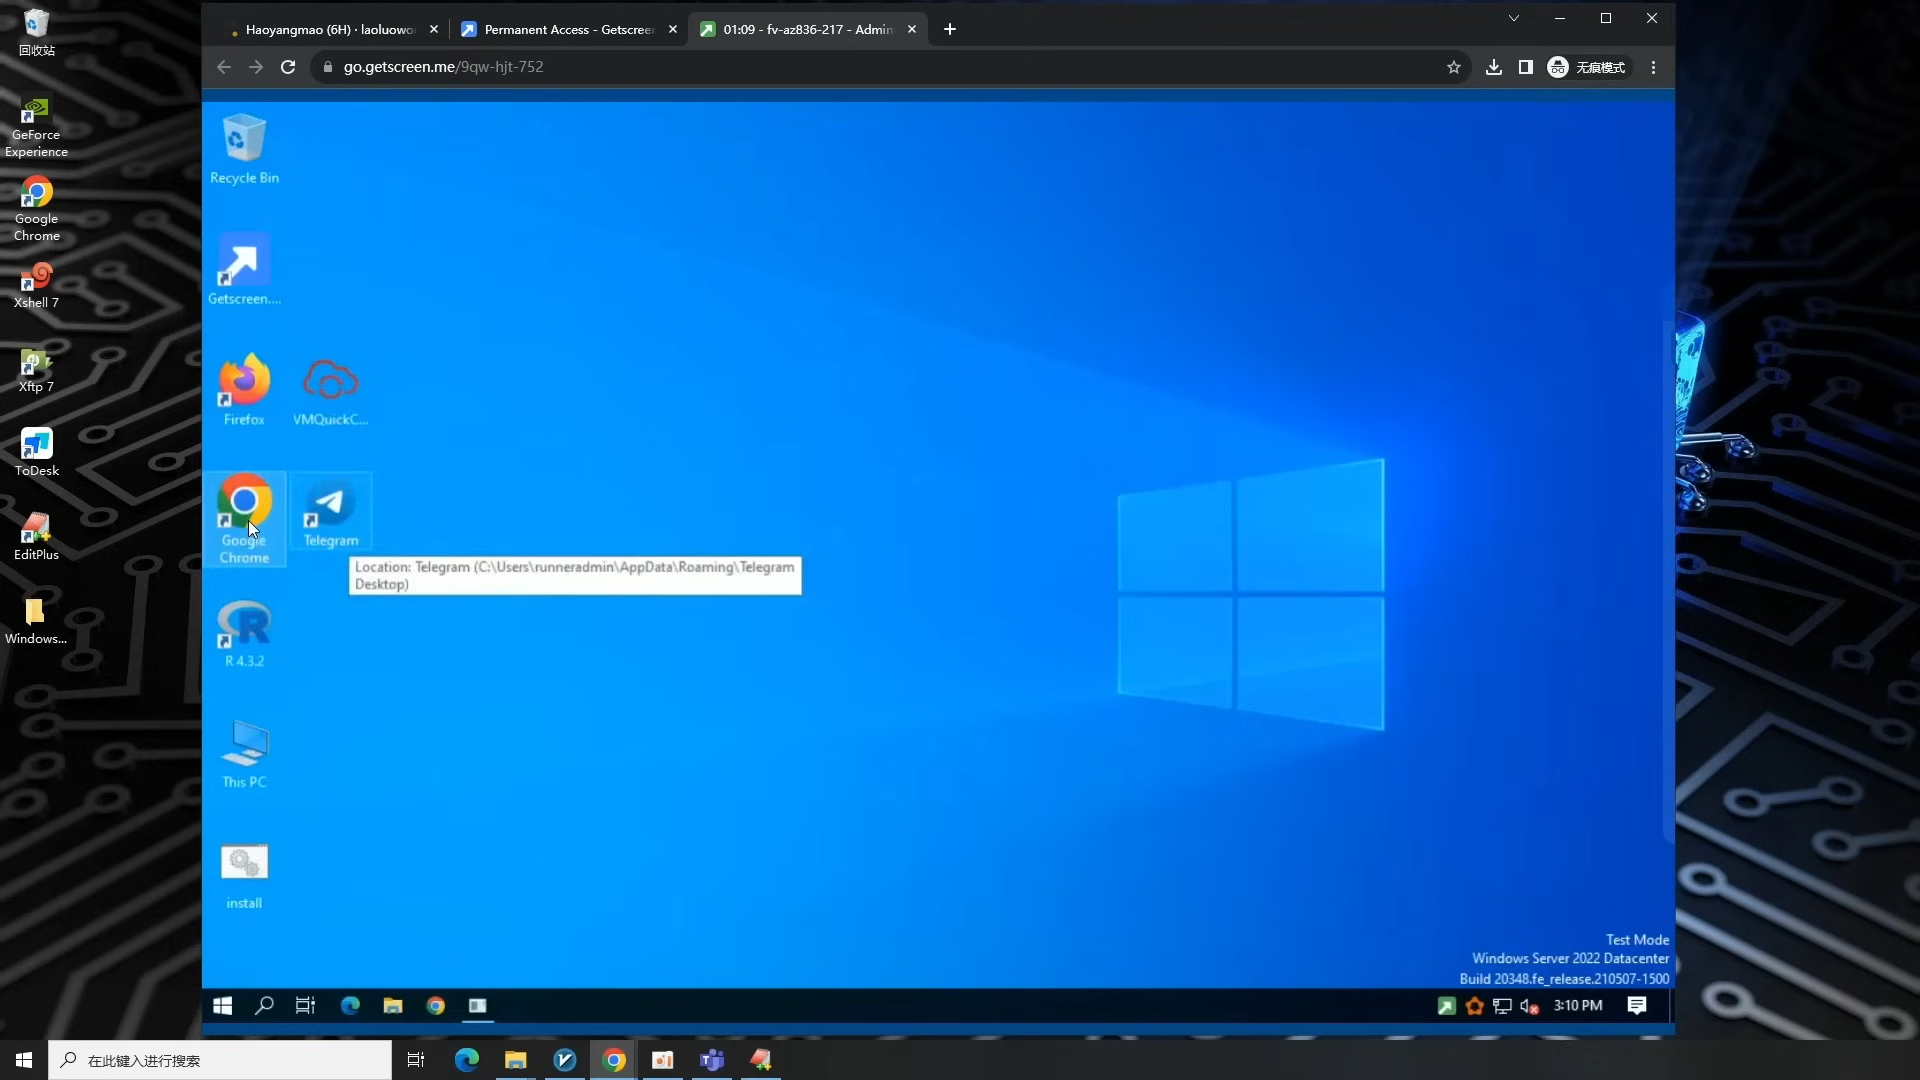 回收站
GeForce
Experience
Google
Chrome
Xshell 7
Xftp 7
ToDesk
EditPlus
Windows...
Haoyangmao (6H) · laoluowo
Permanent Access - Getscreen
01:09 - fv-az836-217 - Admin
go.getscreen.me/9qw-hjt-752
无痕模式
Recycle Bin
Getscreen....
Firefox
VMQuickC...
Google
Chrome
Telegram
Location: Telegram (C:\Users\runneradmin\AppData\Roaming\Telegram
Desktop)
R 4.3.2
This PC
install
Test Mode
Windows Server 2022 Datacenter
Build 20348.fe_release.210507-1500
3:10 PM
在此键入进行搜索